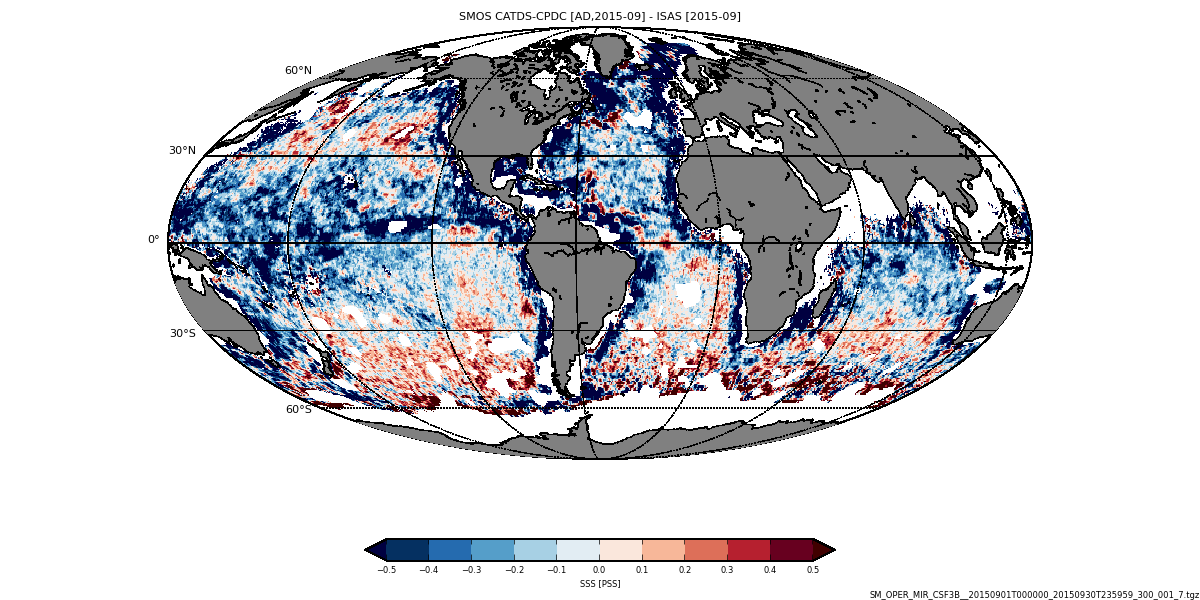 SMOS CATDS-CPDC [AD,2015-09] - ISAS [2015-09]
60°N
30°N
0°
30°S
60°S
−0.5 −0.4 −0.3 −0.2 −0.1 0.0 0.1 0.2 0.3 0.4 0.5
SSS [PSS]
SM_OPER_MIR_CSF3B__20150901T000000_20150930T235959_300_001_7.tgz